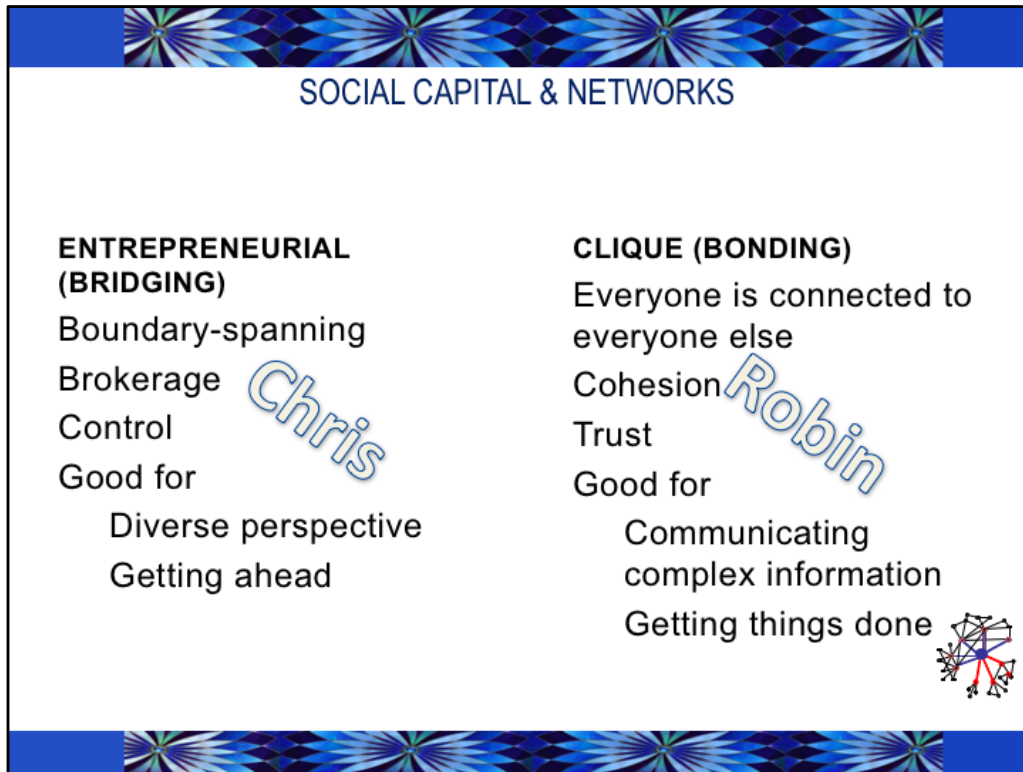 SOCIAL CAPITAL & NETWORKS
ENTREPRENEURIAL
(BRIDGING)
Boundary-spanning
Brokerage
Control
Good for
Diverse perspective
Getting ahead
Chris
CLIQUE (BONDING)
Everyone is connected to
everyone else
Cohesion
Trust
Good for
Communicating
complex information
Getting things done
Robin